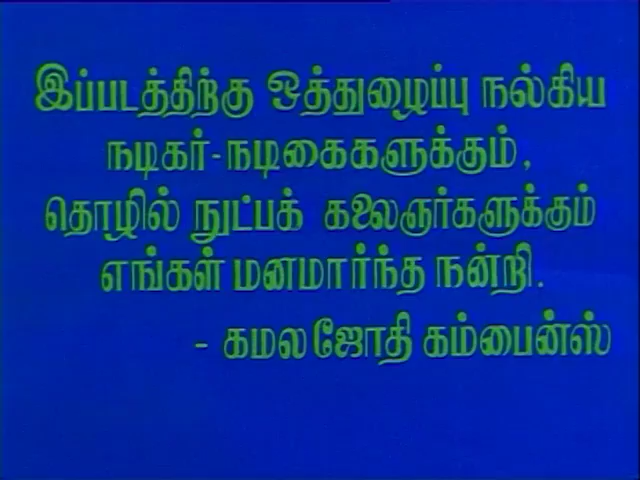 இப்படத்திற்கு ஒத்துழைப்பு நல்கிய
நடிகர்-நடிகைகளுக்கும்,
தொழில் நுட்பக் கலைஞர்களுக்கும்
எங்கள் மனமார்ந்த நன்றி.
- கமலஜோதி கம்பைன்ஸ்